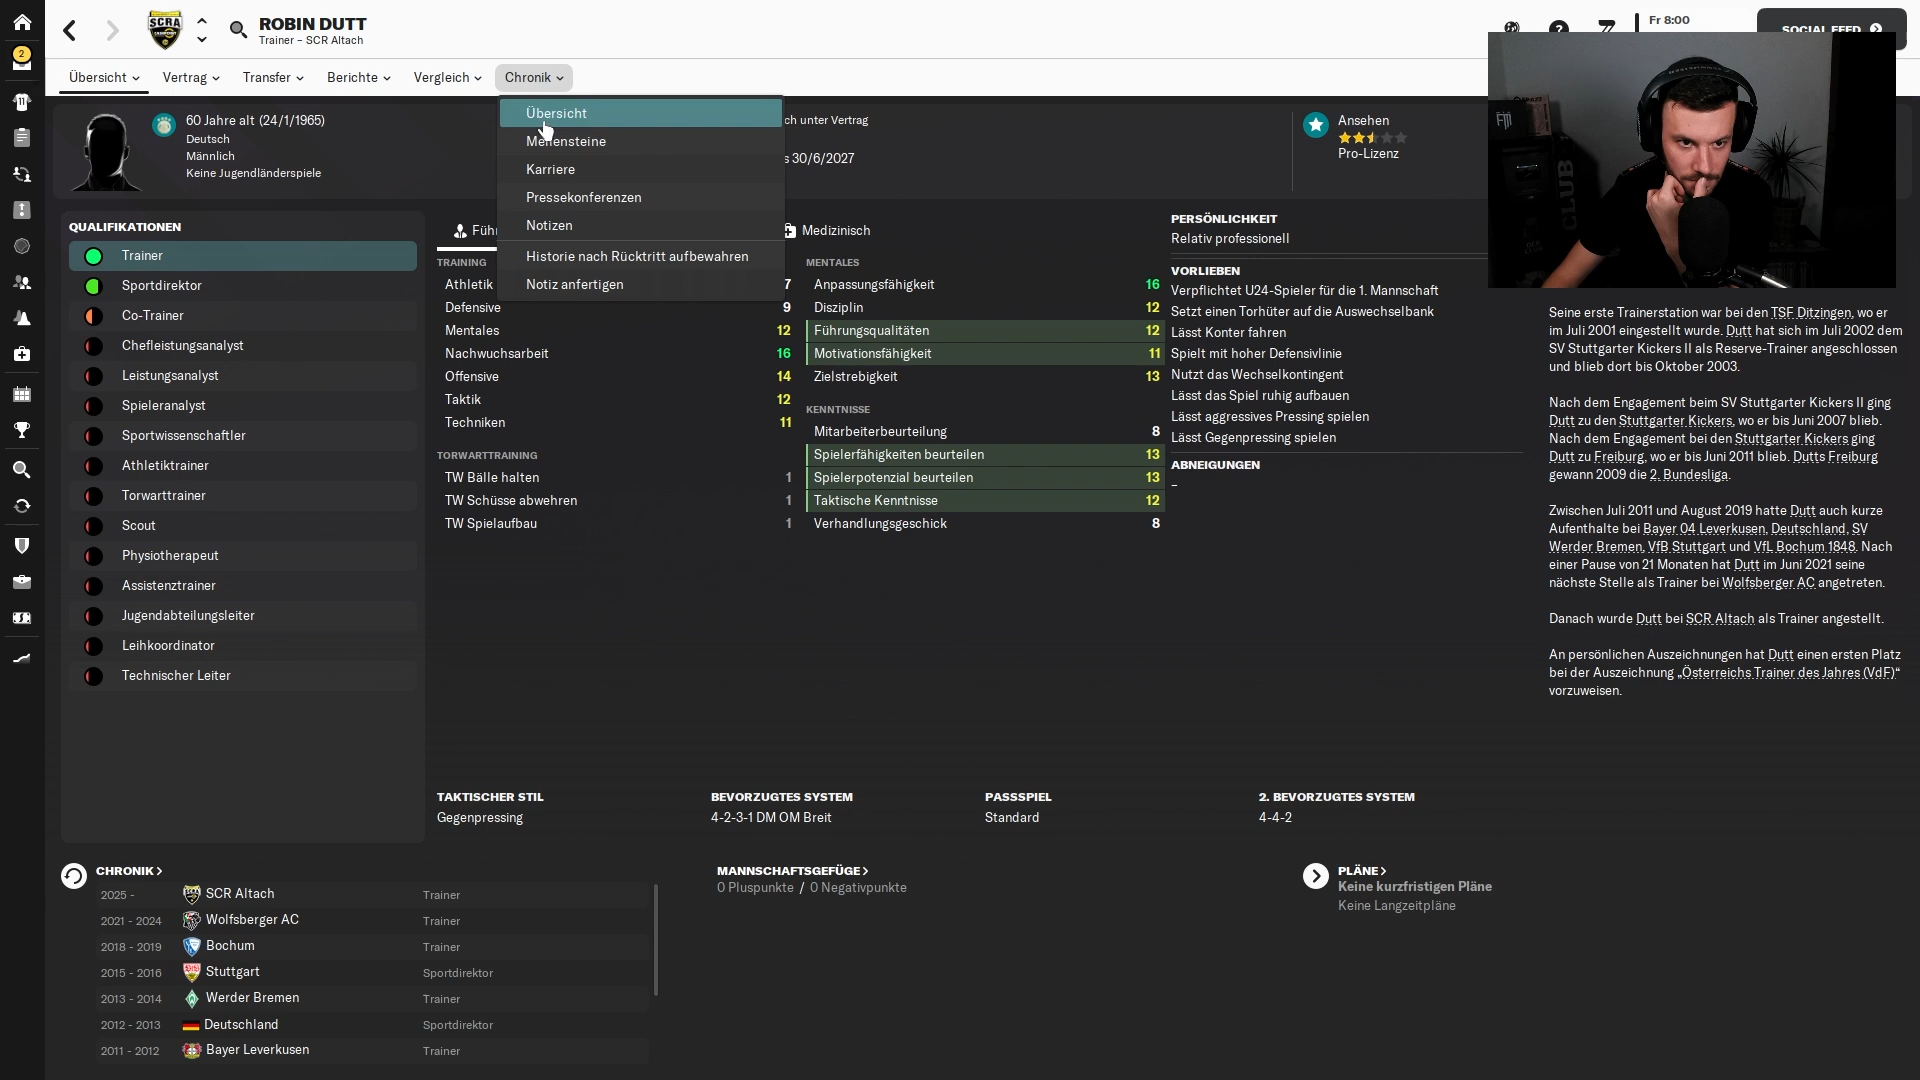 ROBIN DUTT
Trainer – SCR Altach
Fr 8:00
SOCIAL FEED
2
Übersicht
Vertrag
Transfer
Berichte
Vergleich
Chronik
Übersicht
Meilensteine
Karriere
Pressekonferenzen
Notizen
Historie nach Rücktritt aufbewahren
Notiz anfertigen
60 Jahre alt (24/1/1965)
Deutsch
Männlich
Keine Jugendländerspiele
ch unter Vertrag
s 30/6/2027
Ansehen
Pro-Lizenz
QUALIFIKATIONEN
Trainer
Sportdirektor
Co-Trainer
Chefleistungsanalyst
Leistungsanalyst
Spieleranalyst
Sportwissenschaftler
Athletiktrainer
Torwarttrainer
Scout
Physiotherapeut
Assistenztrainer
Jugendabteilungsleiter
Leihkoordinator
Technischer Leiter
Führ
Medizinisch
TRAINING
Athletik 7
Defensive 9
Mentales 12
Nachwuchsarbeit 16
Offensive 14
Taktik 12
Techniken 11
TORWARTTRAINING
TW Bälle halten 1
TW Schüsse abwehren 1
TW Spielaufbau 1
MENTALES
Anpassungsfähigkeit 16
Disziplin 12
Führungsqualitäten 12
Motivationsfähigkeit 11
Zielstrebigkeit 13
KENNTNISSE
Mitarbeiterbeurteilung 8
Spielerfähigkeiten beurteilen 13
Spielerpotenzial beurteilen 13
Taktische Kenntnisse 12
Verhandlungsgeschick 8
PERSÖNLICHKEIT
Relativ professionell
VORLIEBEN
Verpflichtet U24-Spieler für die 1. Mannschaft
Setzt einen Torhüter auf die Auswechselbank
Lässt Konter fahren
Spielt mit hoher Defensivlinie
Nutzt das Wechselkontingent
Lässt das Spiel ruhig aufbauen
Lässt aggressives Pressing spielen
Lässt Gegenpressing spielen
ABNEIGUNGEN
–
CLUB
Seine erste Trainerstation war bei den TSF Ditzingen, wo er
im Juli 2001 eingestellt wurde. Dutt hat sich im Juli 2002 dem
SV Stuttgarter Kickers II als Reserve-Trainer angeschlossen
und blieb dort bis Oktober 2003.
Nach dem Engagement beim SV Stuttgarter Kickers II ging
Dutt zu den Stuttgarter Kickers, wo er bis Juni 2007 blieb.
Nach dem Engagement bei den Stuttgarter Kickers ging
Dutt zu Freiburg, wo er bis Juni 2011 blieb. Dutts Freiburg
gewann 2009 die 2. Bundesliga.
Zwischen Juli 2011 und August 2019 hatte Dutt auch kurze
Aufenthalte bei Bayer 04 Leverkusen, Deutschland, SV
Werder Bremen, VfB Stuttgart und VfL Bochum 1848. Nach
einer Pause von 21 Monaten hat Dutt im Juni 2021 seine
nächste Stelle als Trainer bei Wolfsberger AC angetreten.
Danach wurde Dutt bei SCR Altach als Trainer angestellt.
An persönlichen Auszeichnungen hat Dutt einen ersten Platz
bei der Auszeichnung „Österreichs Trainer des Jahres (VdF)“
vorzuweisen.
TAKTISCHER STIL
Gegenpressing
BEVORZUGTES SYSTEM
4-2-3-1 DM OM Breit
PASSSPIEL
Standard
2. BEVORZUGTES SYSTEM
4-4-2
CHRONIK
2025 - SCR Altach Trainer
2021 - 2024 Wolfsberger AC Trainer
2018 - 2019 Bochum Trainer
2015 - 2016 Stuttgart Sportdirektor
2013 - 2014 Werder Bremen Trainer
2012 - 2013 Deutschland Sportdirektor
2011 - 2012 Bayer Leverkusen Trainer
MANNSCHAFTSGEFÜGE
0 Pluspunkte / 0 Negativpunkte
PLÄNE
Keine kurzfristigen Pläne
Keine Langzeitpläne